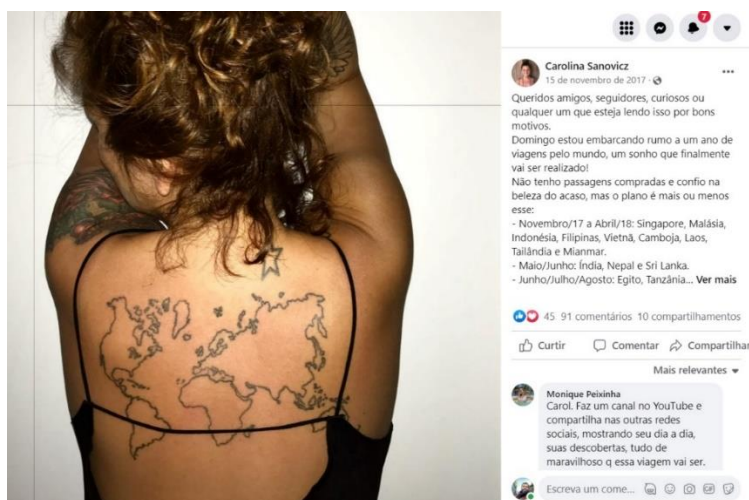 7
Carolina Sanovicz
15 de novembro de 2017 ·
Queridos amigos, seguidores, curiosos ou
qualquer um que esteja lendo isso por bons
motivos.
Domingo estou embarcando rumo a um ano de
viagens pelo mundo, um sonho que finalmente
vai ser realizado!
Não tenho passagens compradas e confio na
beleza do acaso, mas o plano é mais ou menos
esse:
- Novembro/17 a Abril/18: Singapore, Malásia,
Indonésia, Filipinas, Vietnã, Camboja, Laos,
Tailândia e Mianmar.
- Maio/Junho: Índia, Nepal e Sri Lanka.
- Junho/Julho/Agosto: Egito, Tanzânia... Ver mais
45 91 comentários 10 compartilhamentos
Curtir Comentar Compartilhar
Mais relevantes
Monique Peixinha
Carol. Faz um canal no YouTube e
compartilha nas outras redes
sociais, mostrando seu dia a dia,
suas descobertas, tudo de
maravilhoso q essa viagem vai ser.
Escreva um come... GIF